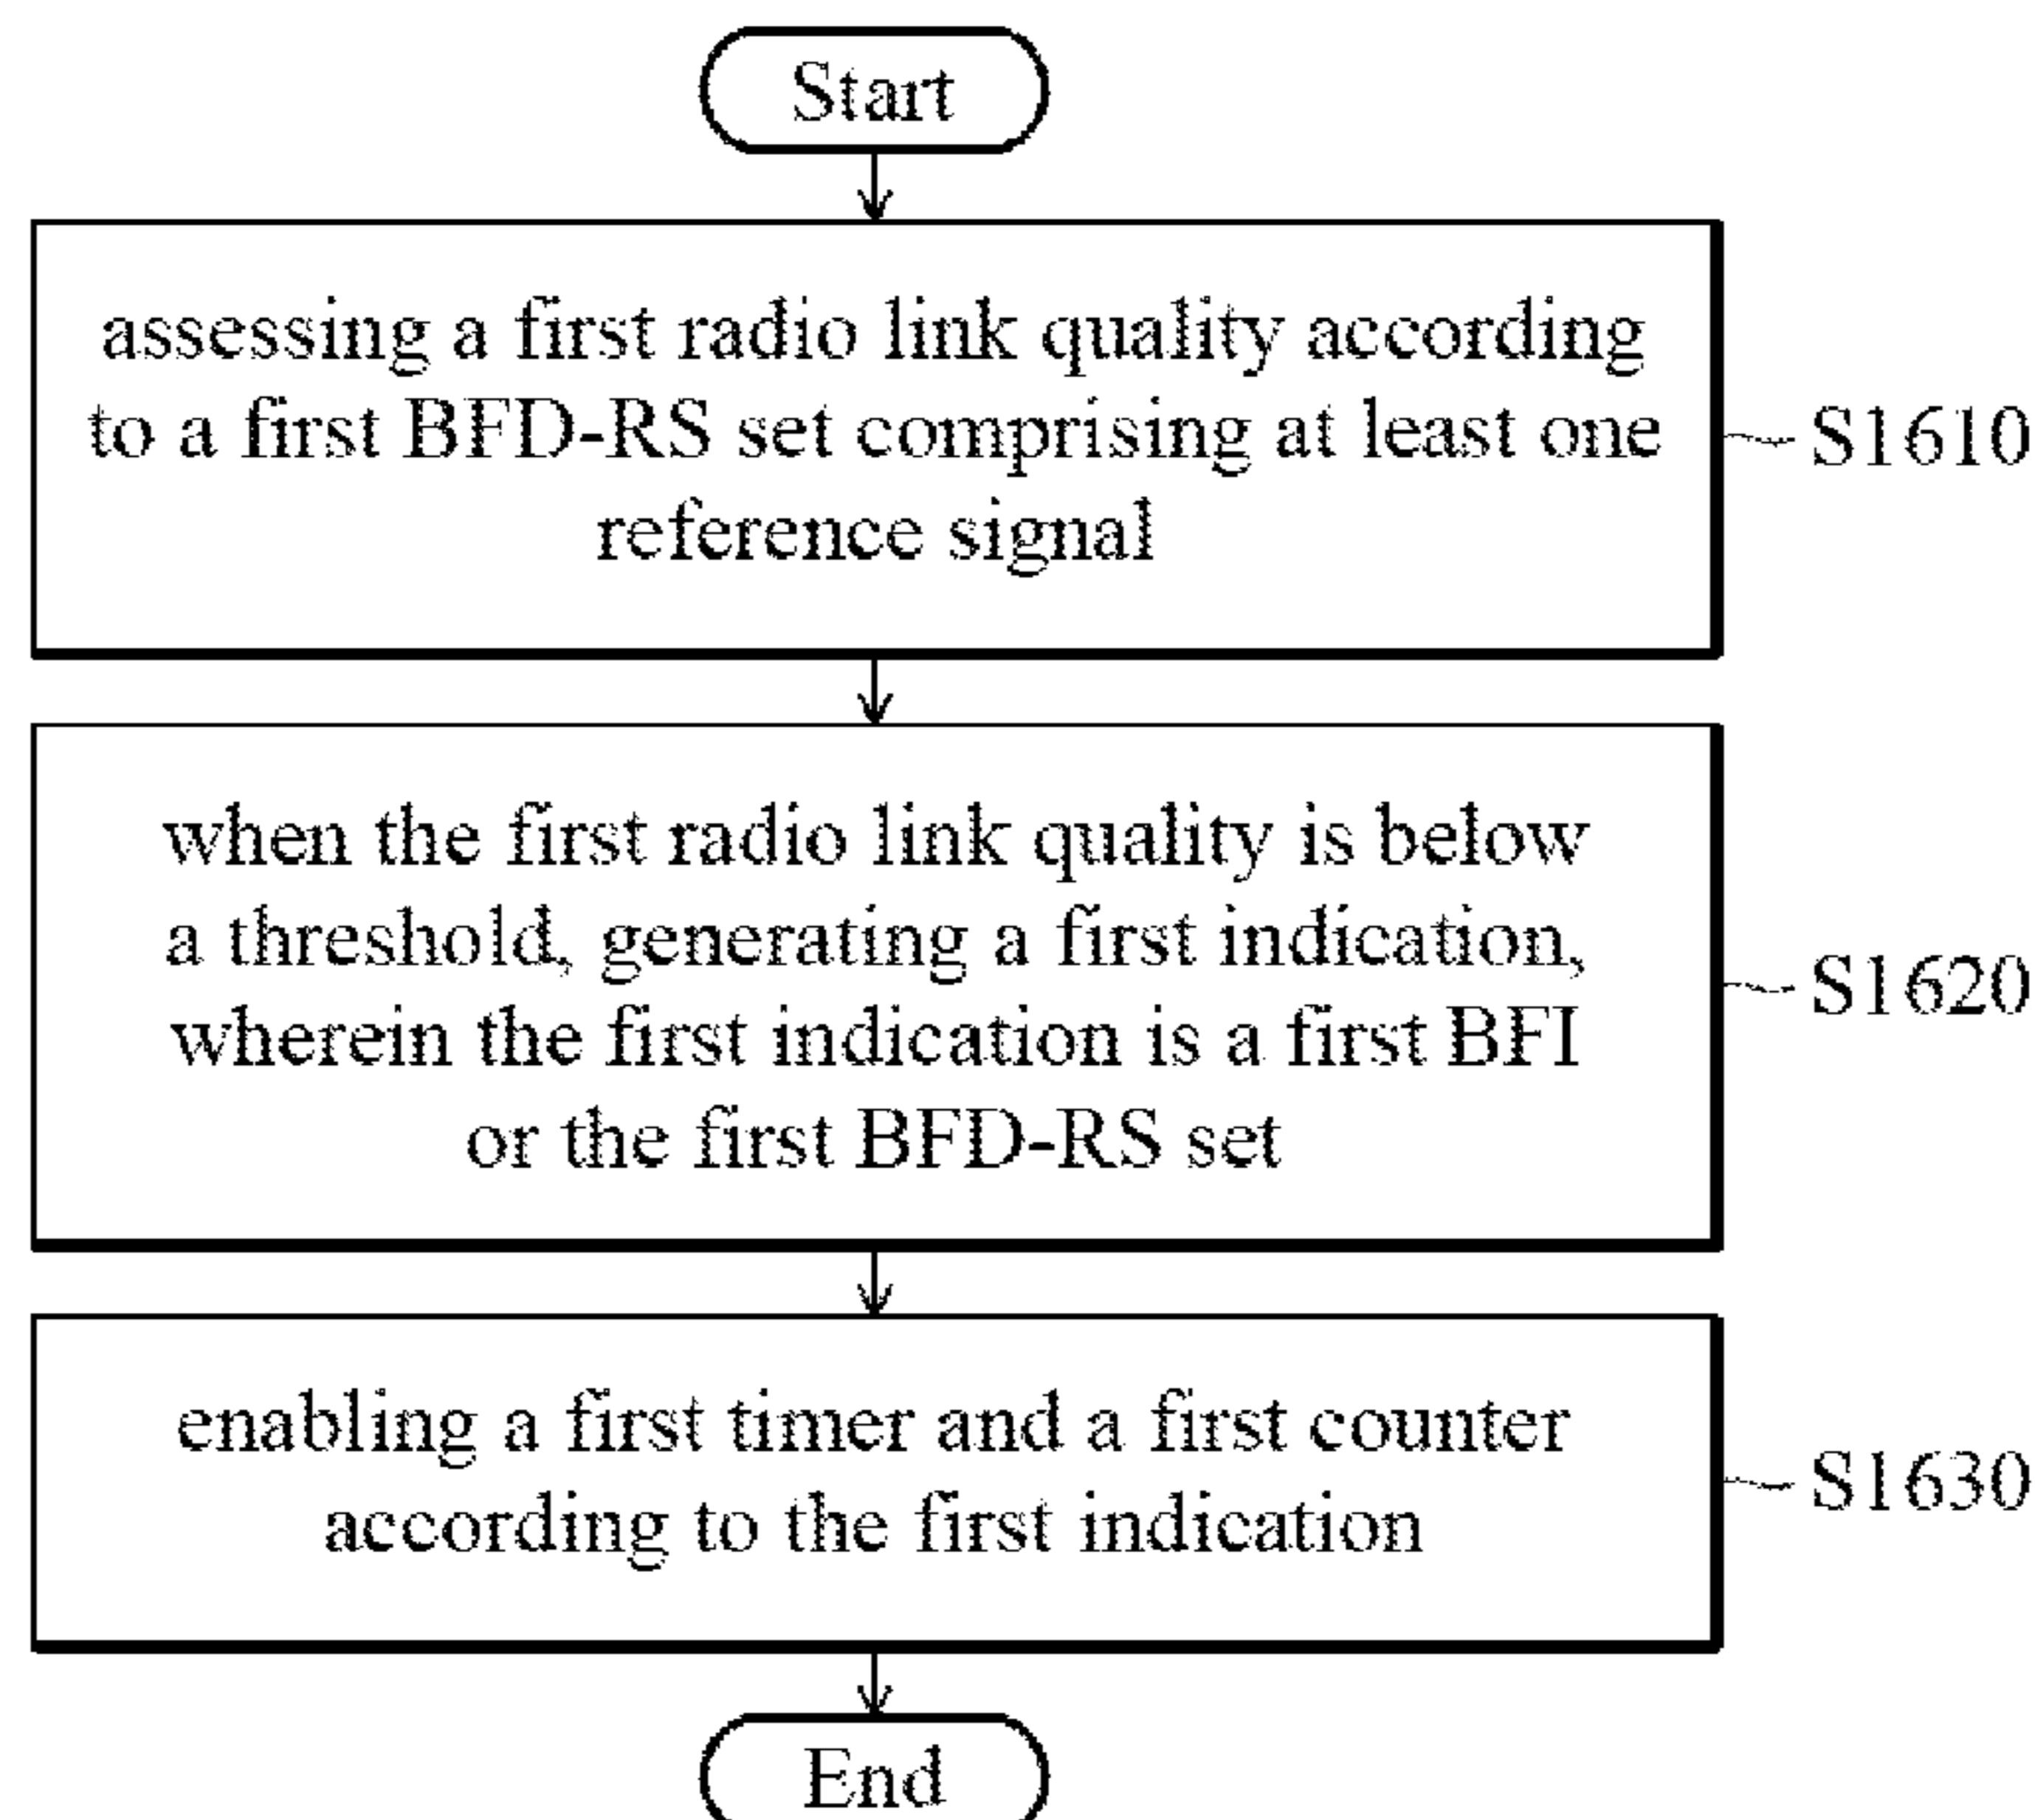 Start
assessing a first radio link quality according
to a first BFD-RS set comprising at least one
reference signal
S1610
when the first radio link quality is below
a threshold, generating a first indication,
wherein the first indication is a first BFI
or the first BFD-RS set
S1620
enabling a first timer and a first counter
according to the first indication
S1630
End